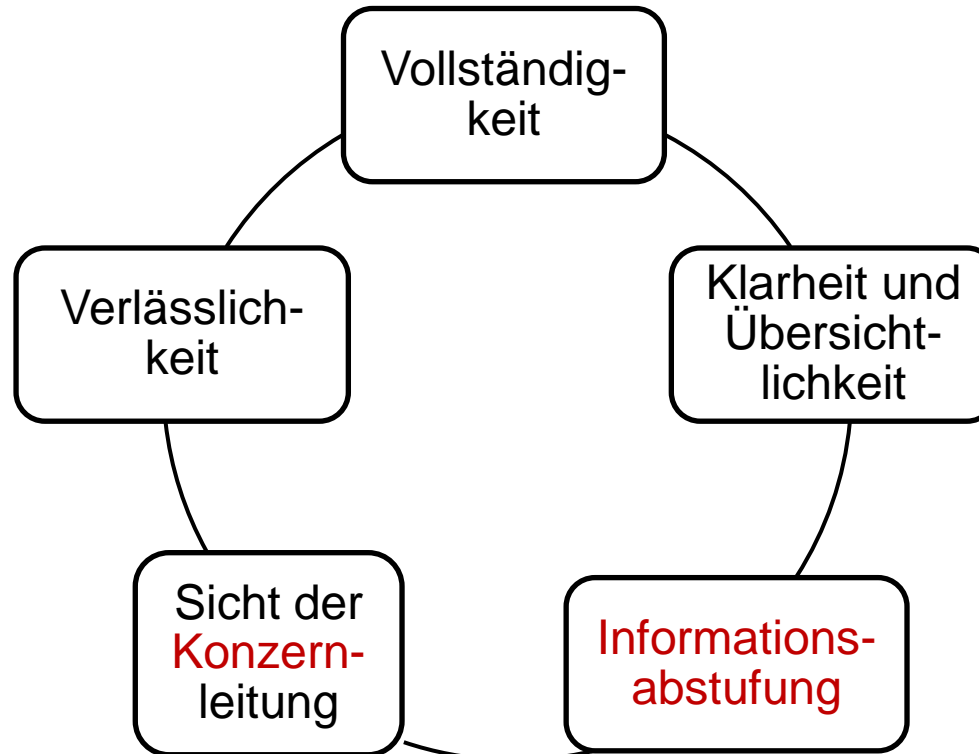 Vollständig-
keit
Klarheit und
Übersicht-
lichkeit
Informations-
abstufung
Sicht der
Konzern-
leitung
Verlässlich-
keit